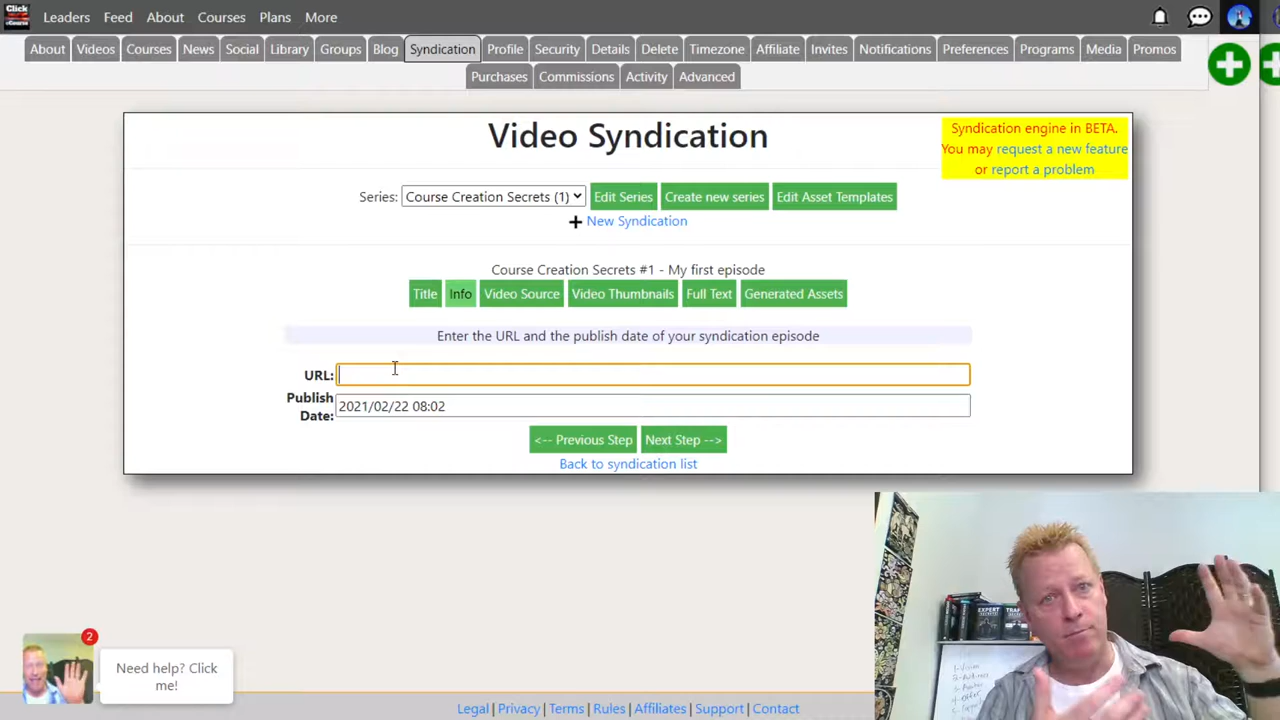 Click
eCourse
Leaders Feed About Courses Plans More
About Videos Courses News Social Library Groups Blog Syndication Profile Security Details Delete Timezone Affiliate Invites Notifications Preferences Programs Media Promos
Purchases Commissions Activity Advanced
Video Syndication
Syndication engine in BETA.
You may request a new feature
or report a problem
Series: Course Creation Secrets (1) Edit Series Create new series Edit Asset Templates
New Syndication
Course Creation Secrets #1 - My first episode
Title Info Video Source Video Thumbnails Full Text Generated Assets
Enter the URL and the publish date of your syndication episode
URL:
Publish
Date: 2021/02/22 08:02
<-- Previous Step Next Step -->
Back to syndication list
EXPERT
SECRETS
2
Need help? Click
me!
Legal | Privacy | Terms | Rules | Affiliates | Support | Contact